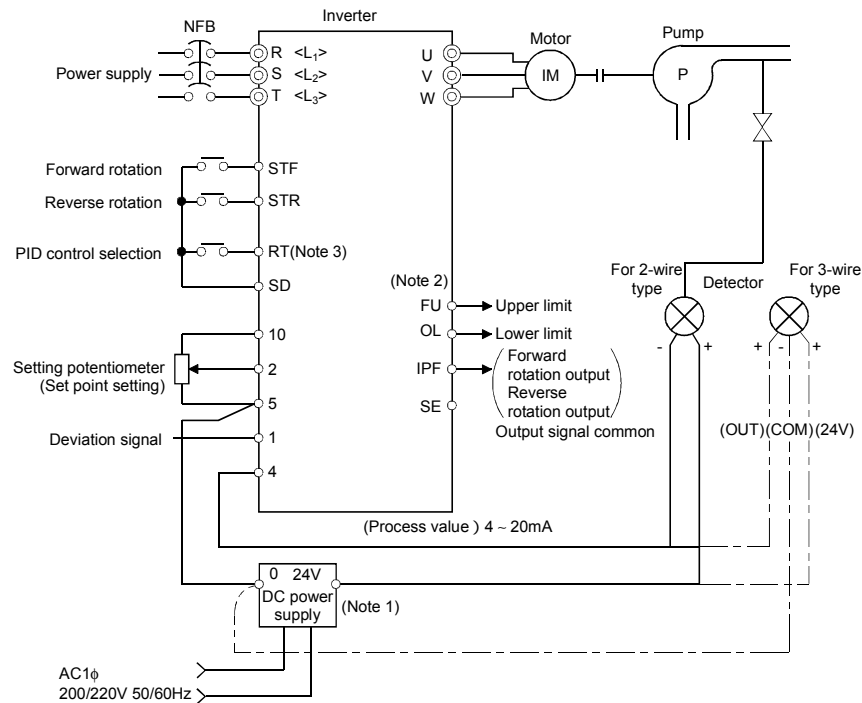 Inverter
NFB
Motor
Pump
R <L₁>
U
Power supply
S <L₂>
V
IM
P
T <L₃>
W
Forward rotation
STF
Reverse rotation
STR
PID control selection
RT(Note 3)
SD
(Note 2)
FU
Upper limit
OL
Lower limit
IPF
Forward
rotation output
Reverse
rotation output
SE
Output signal common
For 2-wire
type
Detector
For 3-wire
type
- +
+ - +
(OUT)(COM)(24V)
10
Setting potentiometer
(Set point setting)
2
5
Deviation signal
1
4
(Process value ) 4 ~ 20mA
0 24V
DC power
supply
(Note 1)
AC1ϕ
200/220V 50/60Hz